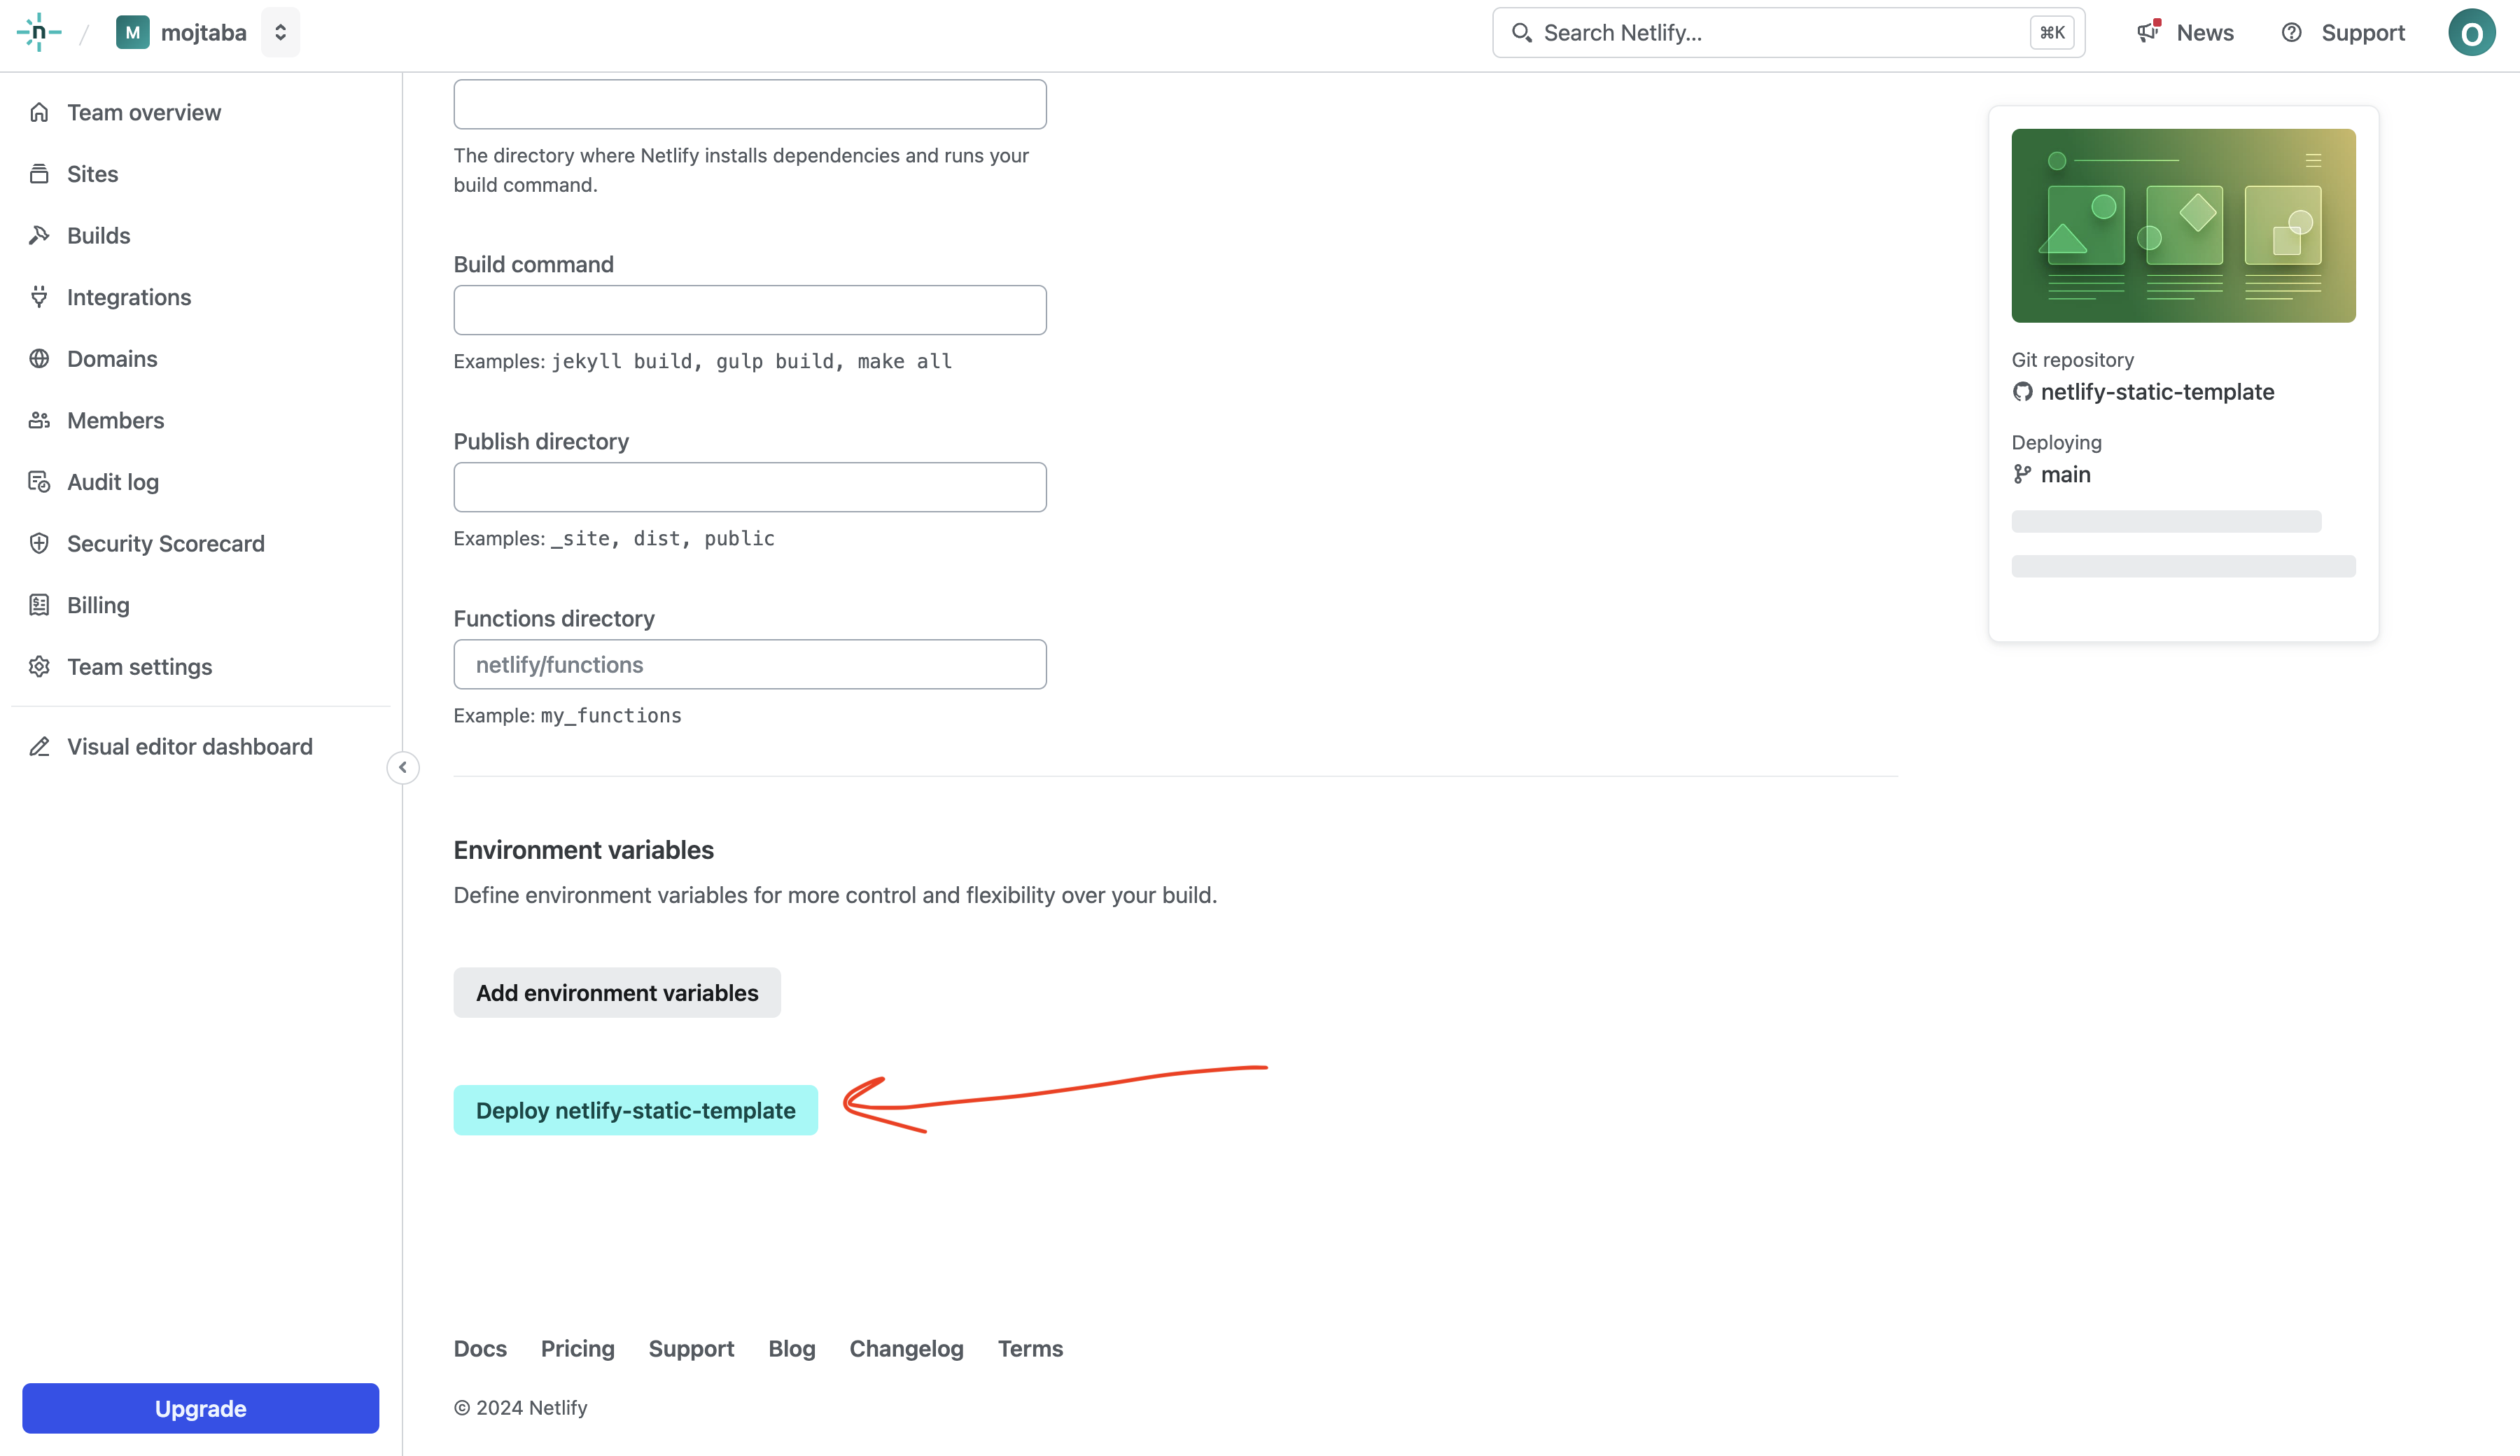 n / M mojtaba
Search Netlify... ⌘K
News
Support
O
Team overview
Sites
Builds
Integrations
Domains
Members
Audit log
Security Scorecard
Billing
Team settings
Visual editor dashboard
Upgrade
The directory where Netlify installs dependencies and runs your
build command.
Build command
Examples: jekyll build, gulp build, make all
Publish directory
Examples: _site, dist, public
Functions directory
netlify/functions
Example: my_functions
Environment variables
Define environment variables for more control and flexibility over your build.
Add environment variables
Deploy netlify-static-template
Docs Pricing Support Blog Changelog Terms
© 2024 Netlify
Git repository
netlify-static-template
Deploying
main